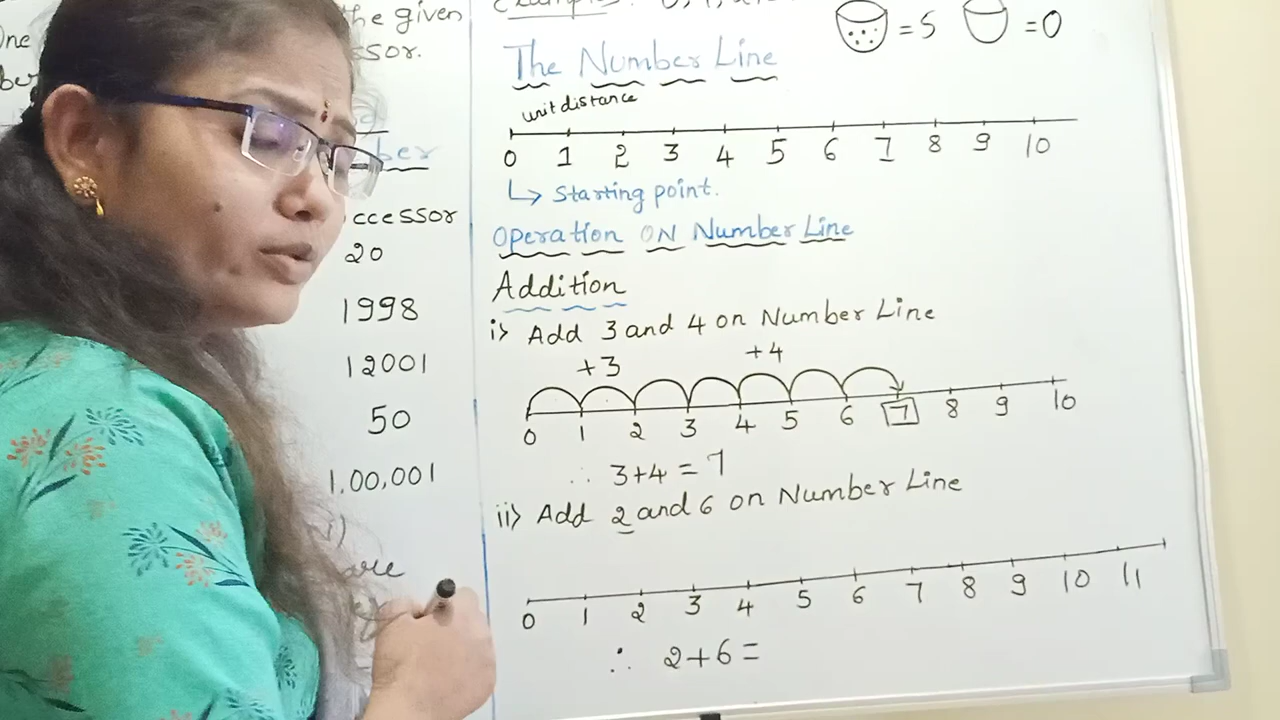 One
the given
ssor.
ber
ccessor
20
1998
12001
50
1,00,001
are
= 5 = 0
The Number Line
unit distance
0 1 2 3 4 5 6 7 8 9 10
↳ Starting point.
Operation ON Number Line
Addition
i) Add 3 and 4 on Number Line
+3 +4
0 1 2 3 4 5 6 7 8 9 10
∴ 3+4 = 7
ii) Add 2 and 6 on Number Line
0 1 2 3 4 5 6 7 8 9 10 11
∴ 2+6 =